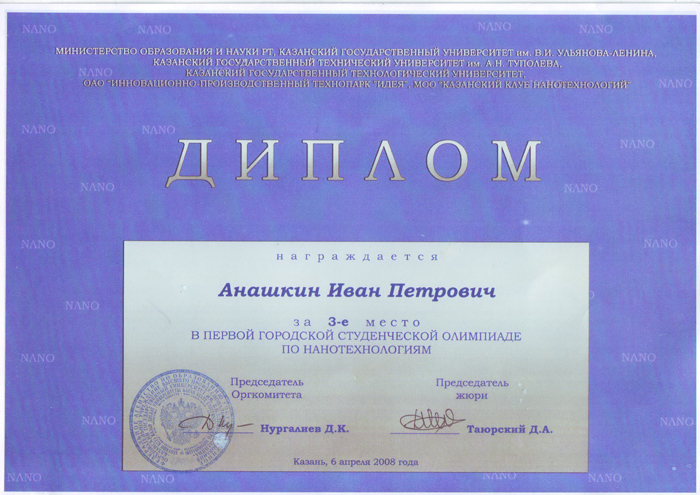 МИНИСТЕРСТВО ОБРАЗОВАНИЯ И НАУКИ РТ, КАЗАНСКИЙ ГОСУДАРСТВЕННЫЙ УНИВЕРСИТЕТ им. В.И. УЛЬЯНОВА-ЛЕНИНА,
КАЗАНСКИЙ ГОСУДАРСТВЕННЫЙ ТЕХНИЧЕСКИЙ УНИВЕРСИТЕТ им. А.Н. ТУПОЛЕВА,
КАЗАНСКИЙ ГОСУДАРСТВЕННЫЙ ТЕХНОЛОГИЧЕСКИЙ УНИВЕРСИТЕТ,
ОАО "ИННОВАЦИОННО-ПРОИЗВОДСТВЕННЫЙ ТЕХНОПАРК "ИДЕЯ", МОО "КАЗАНСКИЙ КЛУБ НАНОТЕХНОЛОГИЙ"
ДИПЛОМ
награждается
Анашкин Иван Петрович
за 3-е место
В ПЕРВОЙ ГОРОДСКОЙ СТУДЕНЧЕСКОЙ ОЛИМПИАДЕ
ПО НАНОТЕХНОЛОГИЯМ
Председатель Оргкомитета
Председатель жюри
Нургалиев Д.К.
Таюрский Д.А.
Казань, 6 апреля 2008 года
NANO